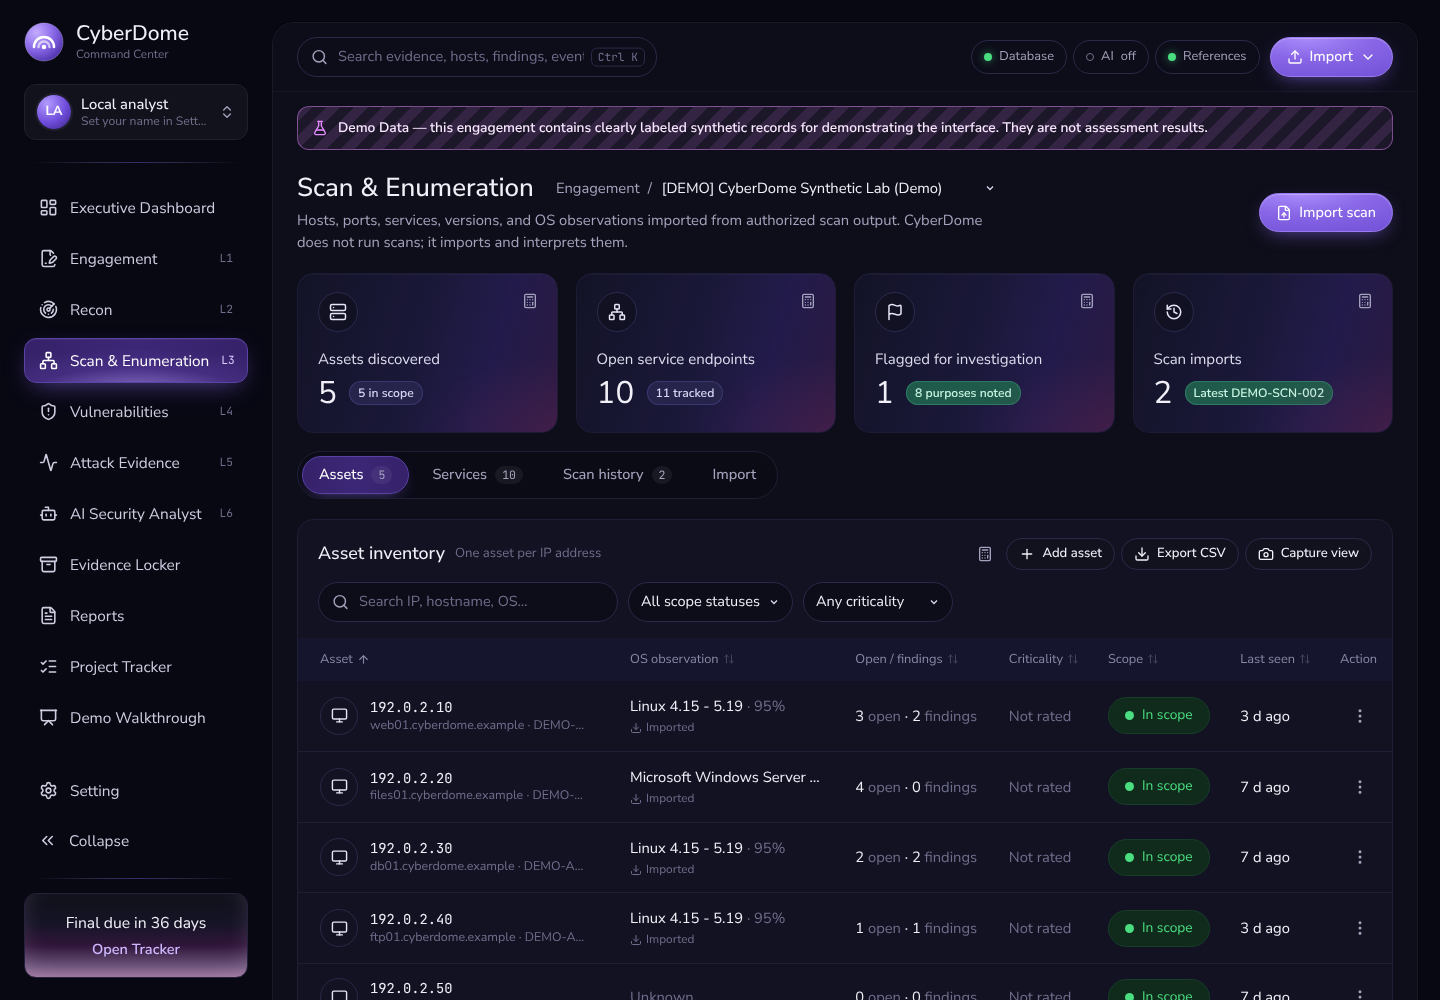 CyberDome
Command Center
LA
Local analyst
Set your name in Sett...
Executive Dashboard
Engagement L1
Recon L2
Scan & Enumeration L3
Vulnerabilities L4
Attack Evidence L5
AI Security Analyst L6
Evidence Locker
Reports
Project Tracker
Demo Walkthrough
Setting
Collapse
Final due in 36 days
Open Tracker
Search evidence, hosts, findings, event Ctrl K
Database
AI off
References
Import
Demo Data — this engagement contains clearly labeled synthetic records for demonstrating the interface. They are not assessment results.
Scan & Enumeration Engagement / [DEMO] CyberDome Synthetic Lab (Demo)
Hosts, ports, services, versions, and OS observations imported from authorized scan output. CyberDome
does not run scans; it imports and interprets them.
Import scan
Assets discovered
5 5 in scope
Open service endpoints
10 11 tracked
Flagged for investigation
1 8 purposes noted
Scan imports
2 Latest DEMO-SCN-002
Assets 5 Services 10 Scan history 2 Import
Asset inventory One asset per IP address
Add asset Export CSV Capture view
Search IP, hostname, OS... All scope statuses Any criticality
Asset OS observation Open / findings Criticality Scope Last seen Action
192.0.2.10
web01.cyberdome.example · DEMO-...
Linux 4.15 - 5.19 · 95%
Imported
3 open · 2 findings Not rated In scope 3 d ago
192.0.2.20
files01.cyberdome.example · DEMO-...
Microsoft Windows Server ...
Imported
4 open · 0 findings Not rated In scope 7 d ago
192.0.2.30
db01.cyberdome.example · DEMO-A...
Linux 4.15 - 5.19 · 95%
Imported
2 open · 2 findings Not rated In scope 7 d ago
192.0.2.40
ftp01.cyberdome.example · DEMO-A...
Linux 4.15 - 5.19 · 95%
Imported
1 open · 1 findings Not rated In scope 3 d ago
192.0.2.50
Unknown
0 open · 0 findings Not rated In scope 7 d ago